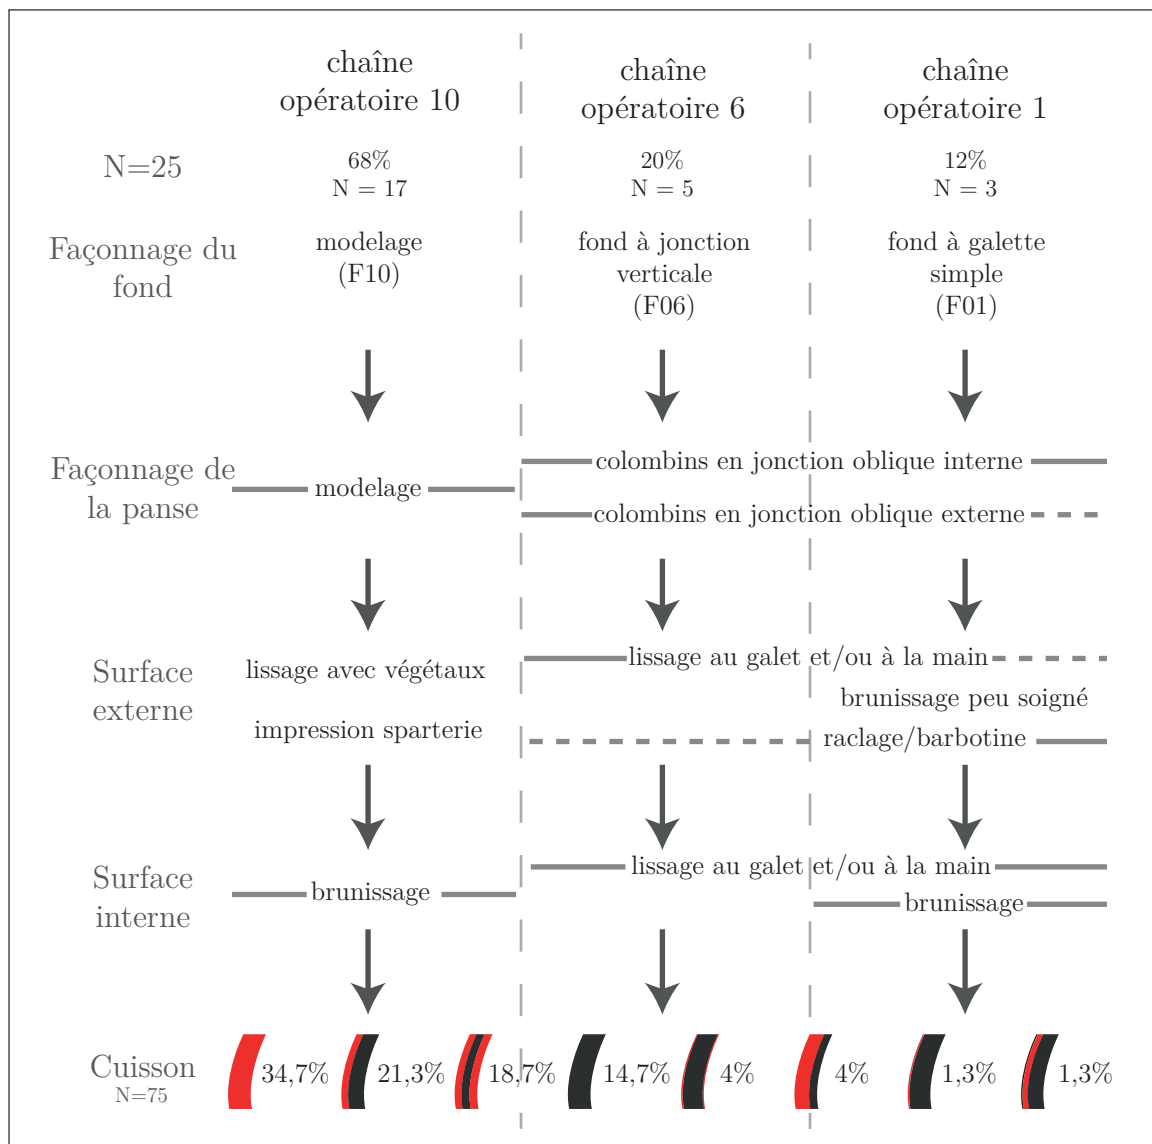 chaîne
opératoire 10
chaîne
opératoire 6
chaîne
opératoire 1
N=25
68%
N = 17
20%
N = 5
12%
N = 3
Façonnage du
fond
modelage
(F10)
fond à jonction
verticale
(F06)
fond à galette
simple
(F01)
Façonnage de
la panse
modelage
colombins en jonction oblique interne
colombins en jonction oblique externe
Surface
externe
lissage avec végétaux
impression sparterie
lissage au galet et/ou à la main
brunissage peu soigné
raclage/barbotine
Surface
interne
brunissage
lissage au galet et/ou à la main
brunissage
Cuisson
N=75
34,7%
21,3%
18,7%
14,7%
4%
4%
1,3%
1,3%